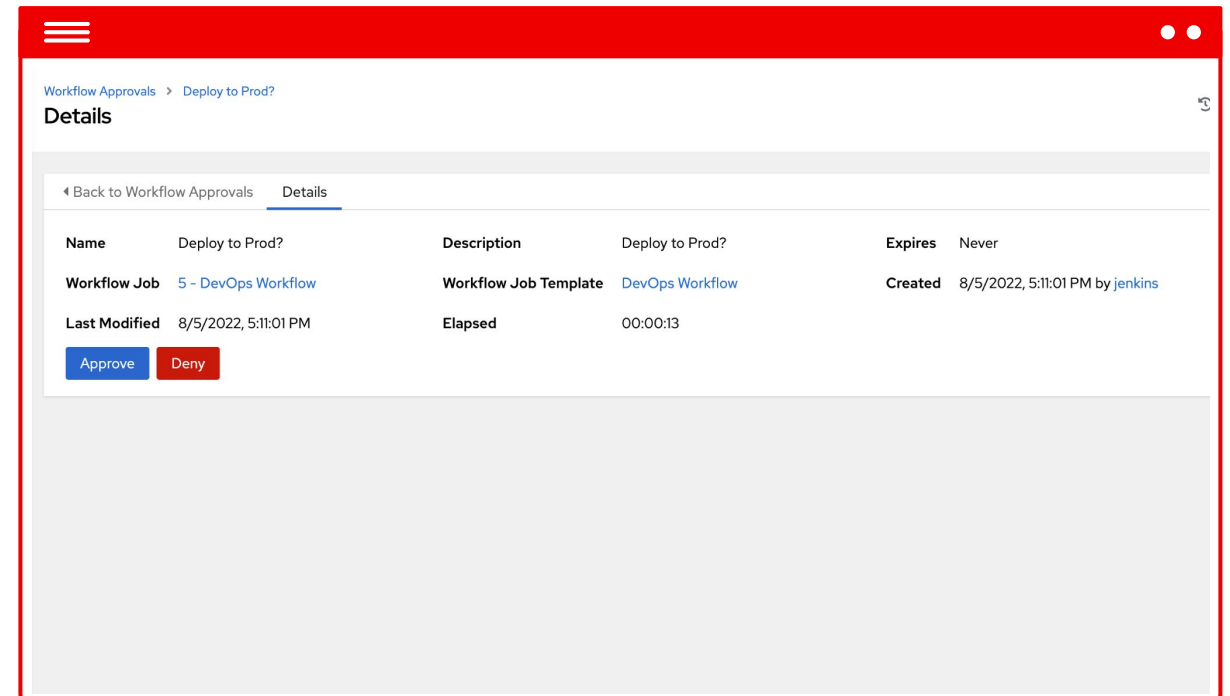 Workflow Approvals > Deploy to Prod?
Details
Back to Workflow Approvals Details
Name Deploy to Prod? Description Deploy to Prod? Expires Never
Workflow Job 5 - DevOps Workflow Workflow Job Template DevOps Workflow Created 8/5/2022, 5:11:01 PM by jenkins
Last Modified 8/5/2022, 5:11:01 PM Elapsed 00:00:13
Approve Deny